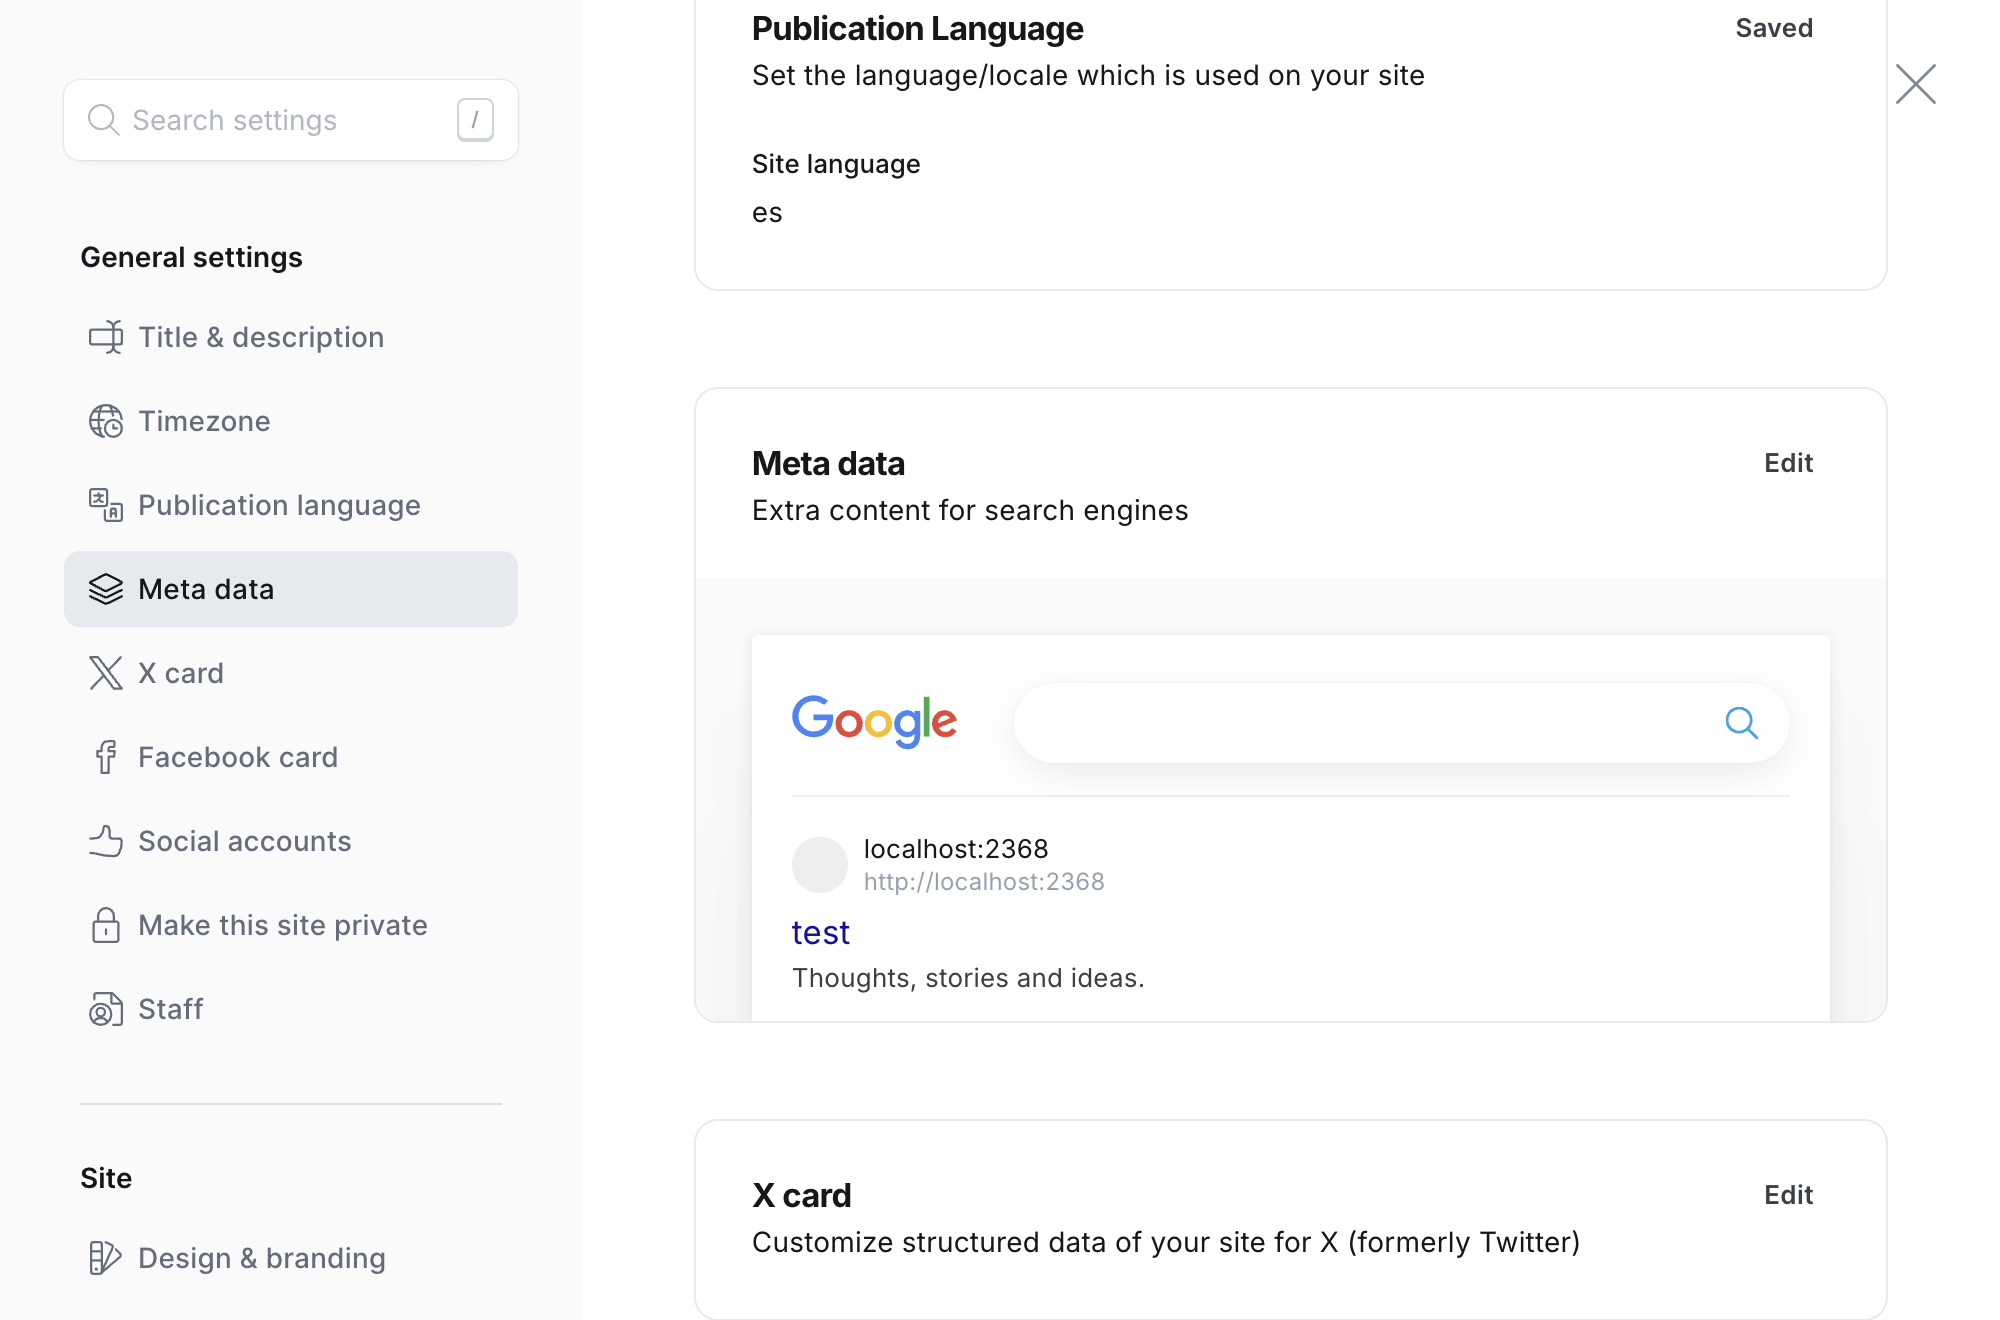 Search settings /
General settings
Title & description
Timezone
Publication language
Meta data
X card
Facebook card
Social accounts
Make this site private
Staff
Site
Design & branding
Publication Language
Saved
Set the language/locale which is used on your site
Site language
es
Meta data
Edit
Extra content for search engines
Google
localhost:2368
http://localhost:2368
test
Thoughts, stories and ideas.
X card
Edit
Customize structured data of your site for X (formerly Twitter)